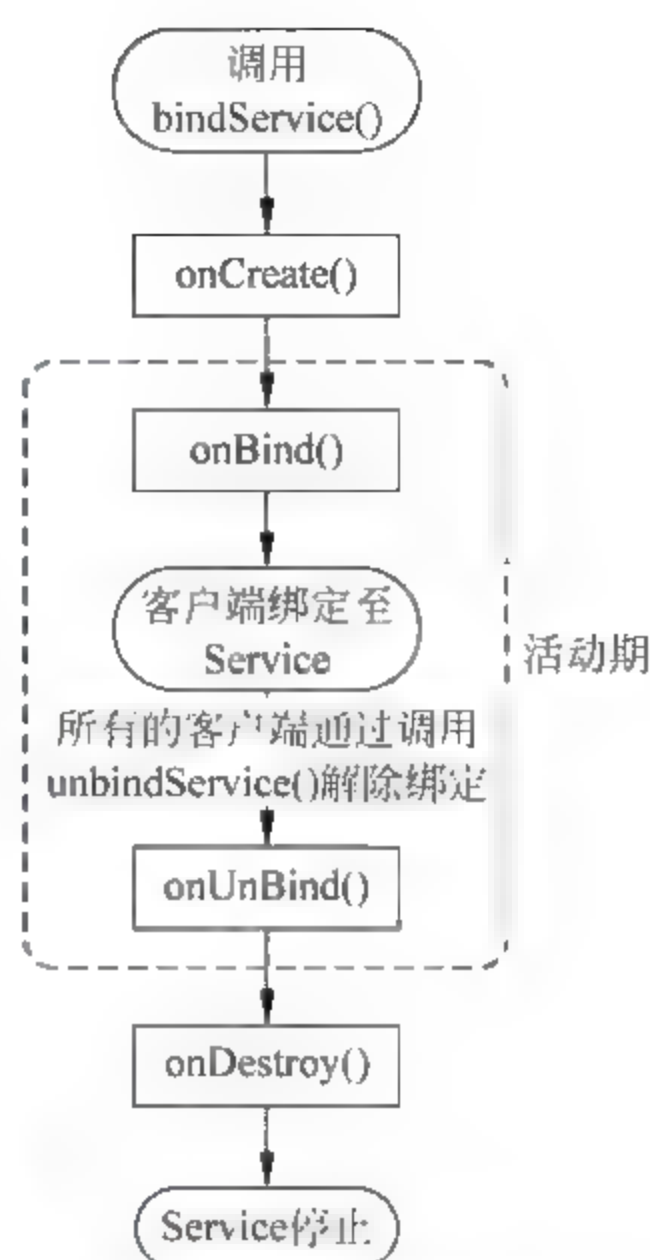 调用
bindService()
onCreate()
onBind()
客户端绑定至
Service
活动期
所有的客户端通过调用
unbindService()解除绑定
onUnBind()
onDestroy()
Service停止